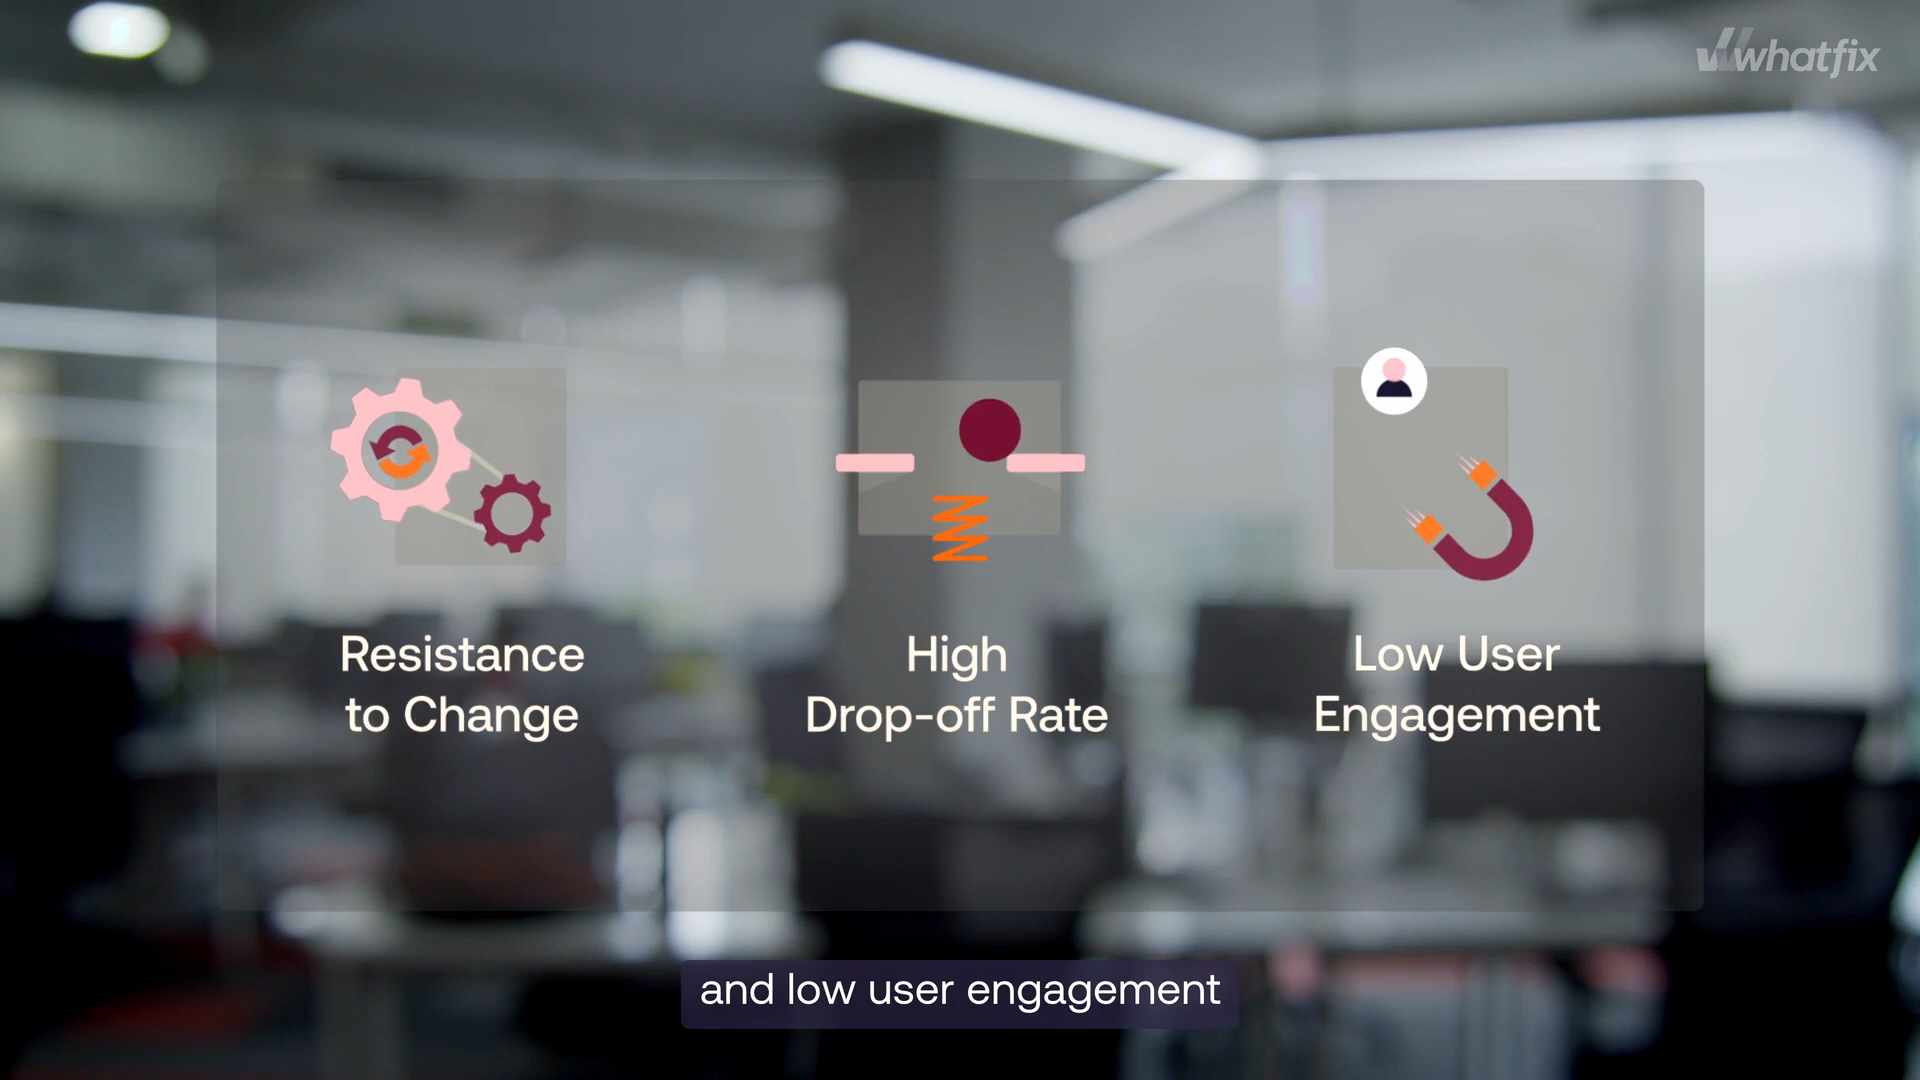 whatfix
Resistance
to Change
High
Drop-off Rate
Low User
Engagement
and low user engagement